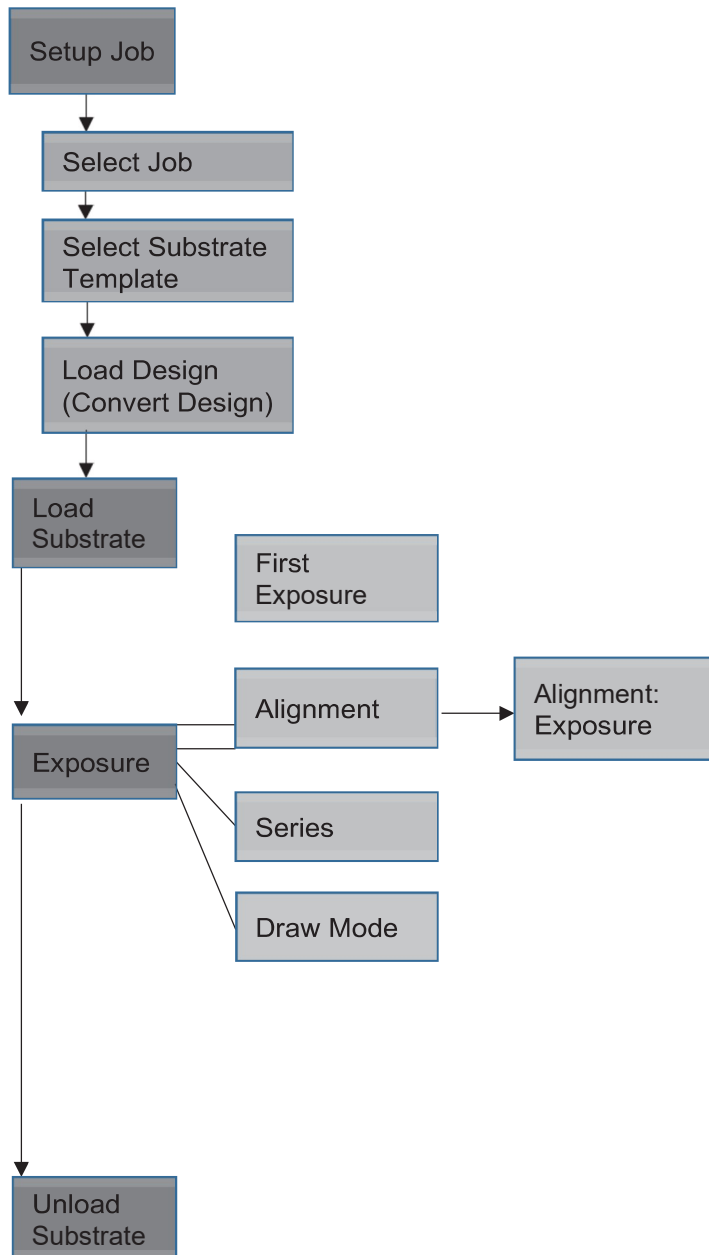 Setup Job
Select Job
Select Substrate
Template
Load Design
(Convert Design)
Load
Substrate
First
Exposure
Alignment
Alignment:
Exposure
Exposure
Series
Draw Mode
Unload
Substrate